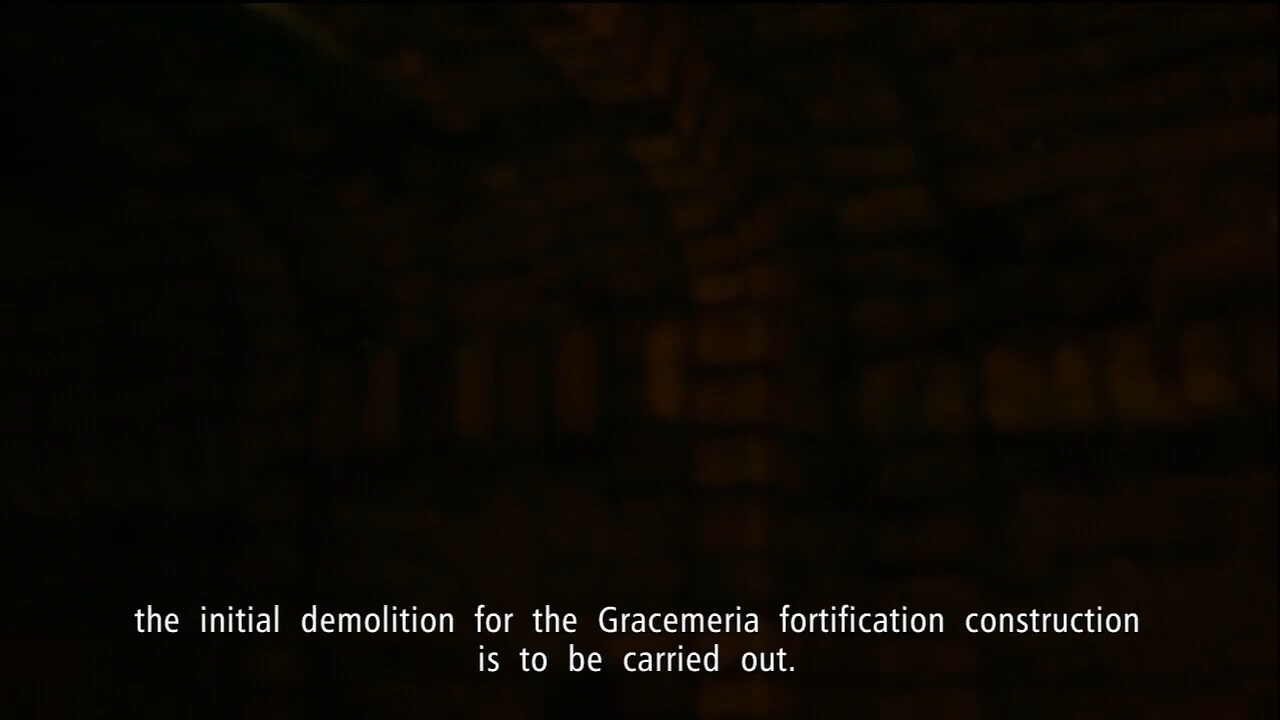 the initial demolition for the Gracemeria fortification construction
is to be carried out.